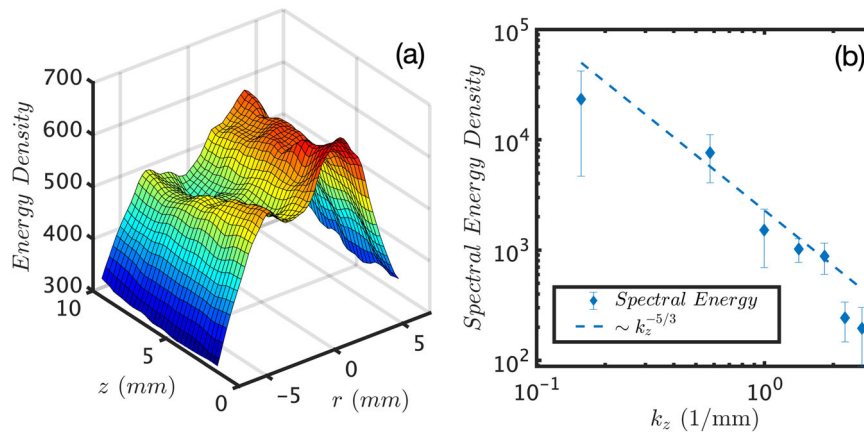 (a)
Energy Density
700
600
500
400
300
10
5
0
z (mm)
-5
0
5
r (mm)
(b)
Spectral Energy Density
10^5
10^4
10^3
10^2
10^-1
10^0
k_z (1/mm)
Spectral Energy
~ k_z^-5/3